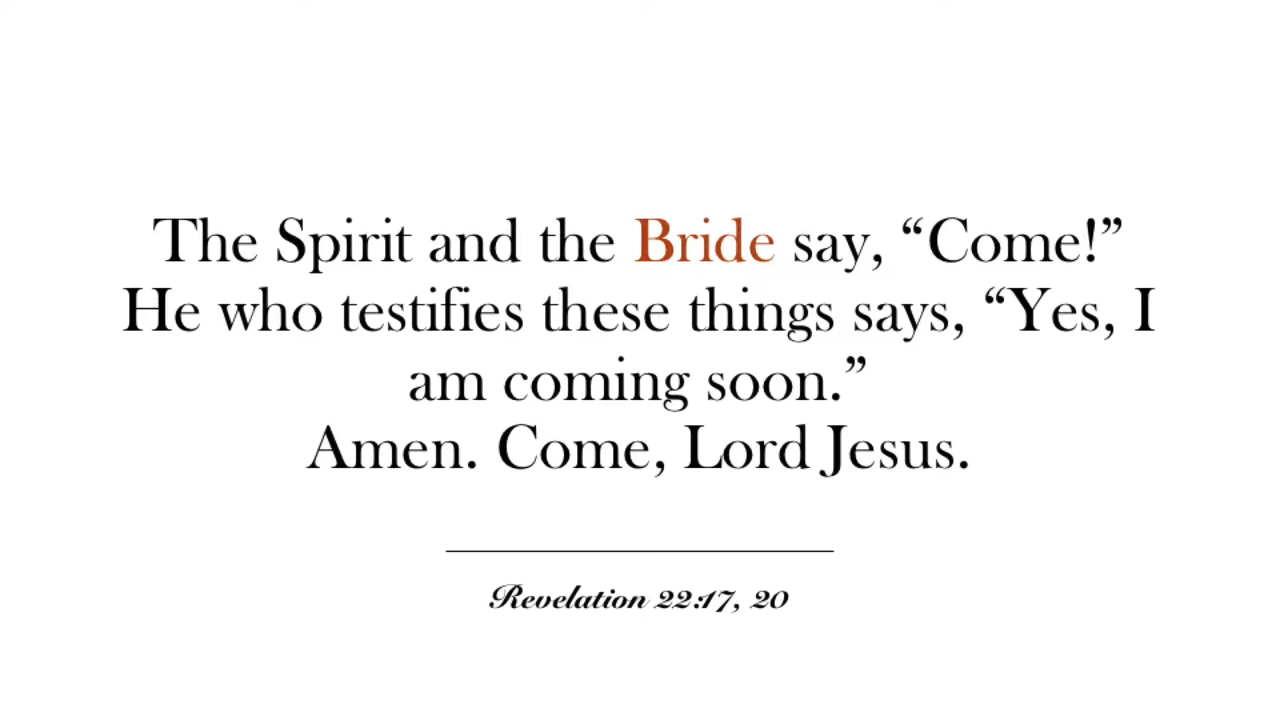 The Spirit and the Bride say, “Come!”
He who testifies these things says, “Yes, I
am coming soon.”
Amen. Come, Lord Jesus.
Revelation 22:17, 20